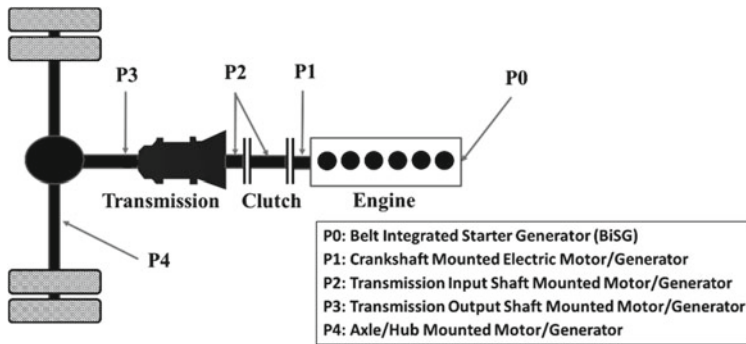 P3
P2
P1
P0
Transmission
Clutch
Engine
P4
P0: Belt Integrated Starter Generator (BiSG)
P1: Crankshaft Mounted Electric Motor/Generator
P2: Transmission Input Shaft Mounted Motor/Generator
P3: Transmission Output Shaft Mounted Motor/Generator
P4: Axle/Hub Mounted Motor/Generator